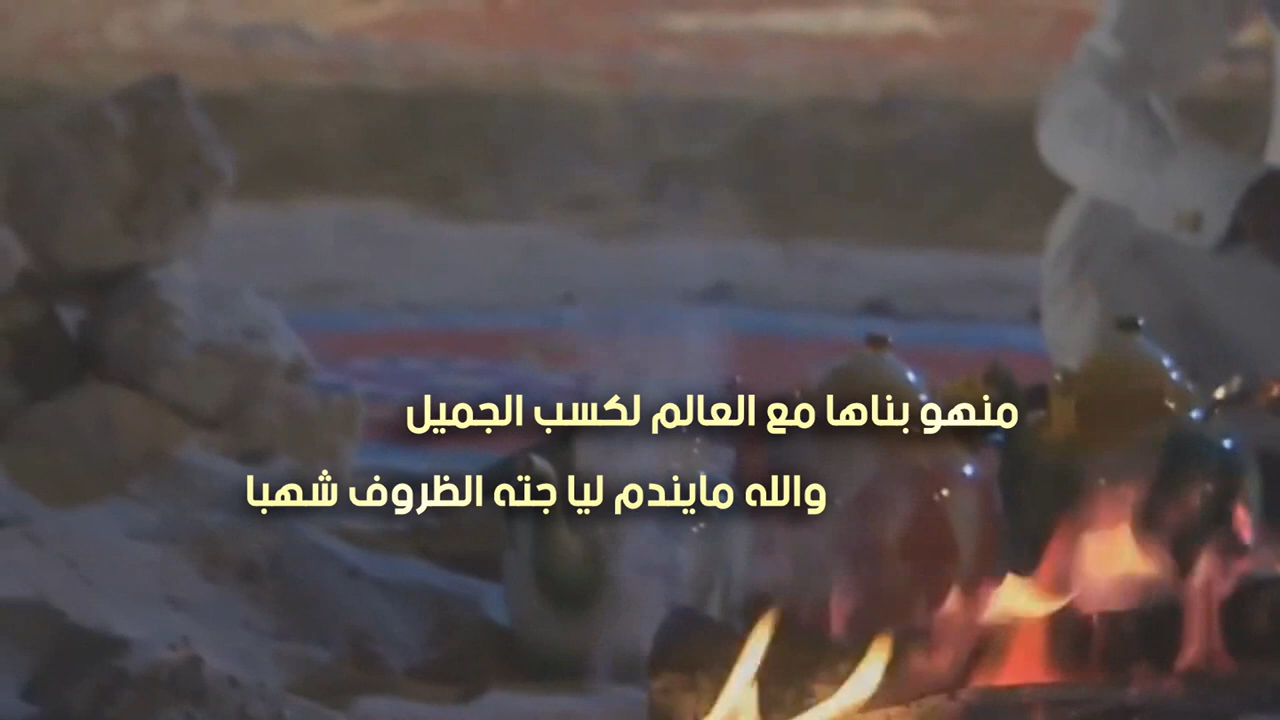 منهو بناها مع العالم لكسب الجميل
والله مايندم ليا جته الظروف شهبا